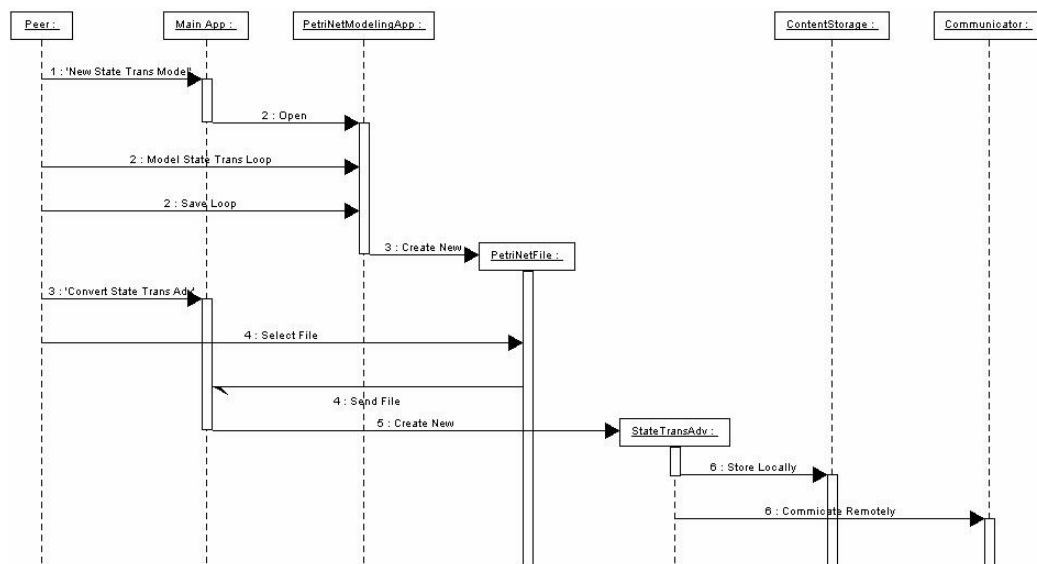 Peer :
Main App :
PetriNetModelingApp :
ContentStorage :
Communicator :
1 : 'New State Trans Model'
2 : Open
2 : Model State Trans Loop
2 : Save Loop
3 : Create New
PetriNetFile :
3 : 'Convert State Trans Adv'
4 : Select File
4 : Send File
5 : Create New
StateTransAdv :
6 : Store Locally
6 : Commicate Remotely